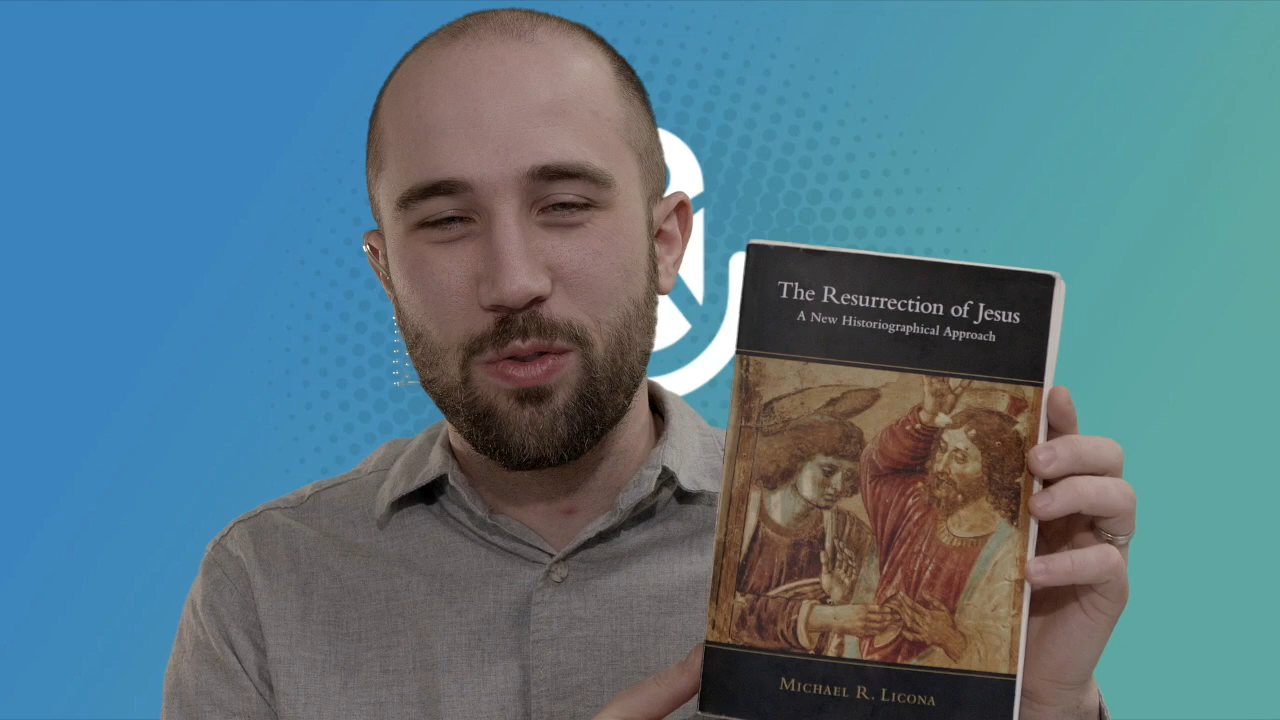 The Resurrection of Jesus
A New Historiographical Approach
Michael R. Licona